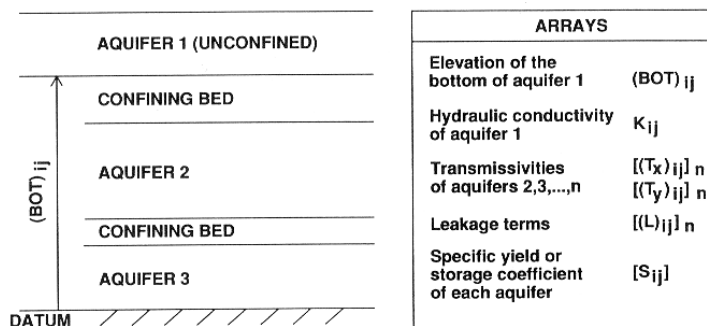 AQUIFER 1 (UNCONFINED)
CONFINING BED
AQUIFER 2
CONFINING BED
AQUIFER 3
(BOT) ij
DATUM
ARRAYS
Elevation of the
bottom of aquifer 1 (BOT) ij
Hydraulic conductivity
of aquifer 1 K ij
Transmissivities [(Tx) ij] n
of aquifers 2,3,...,n [(Ty) ij] n
Leakage terms [(L) ij] n
Specific yield or
storage coefficient [S ij]
of each aquifer